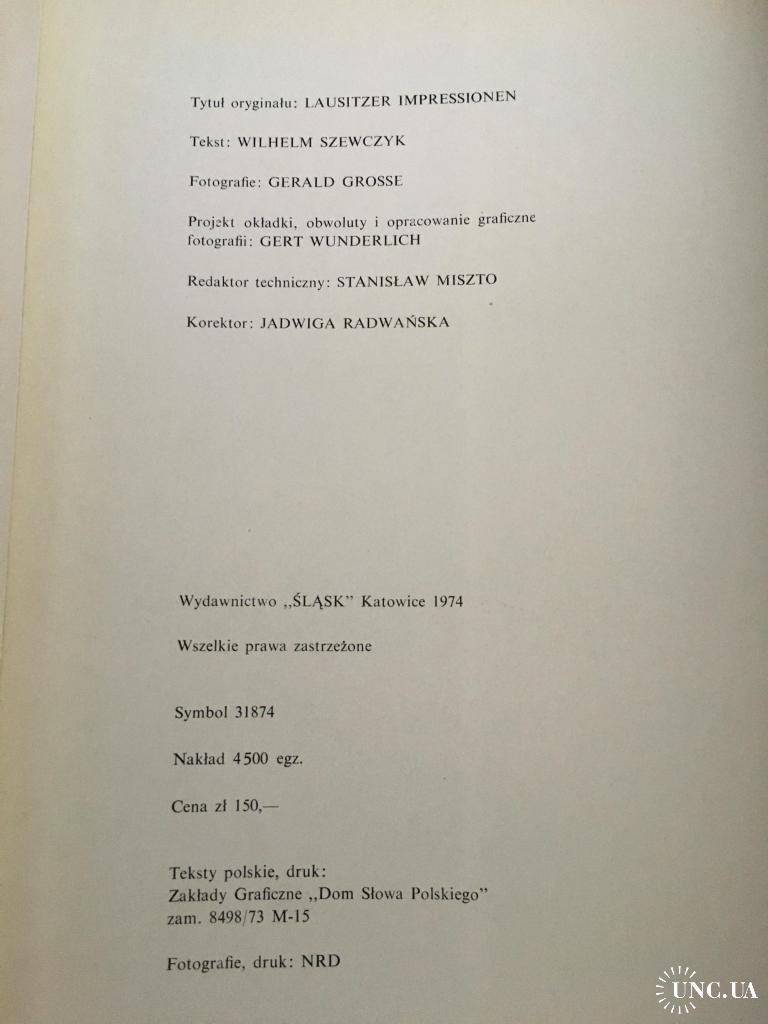 Tytuł oryginału: LAUSITZER IMPRESSIONEN
Tekst: WILHELM SZEWCZYK
Fotografie: GERALD GROSSE
Projekt okładki, obwoluty i opracowanie graficzne
fotografii: GERT WUNDERLICH
Redaktor techniczny: STANISŁAW MISZTO
Korektor: JADWIGA RADWAŃSKA
Wydawnictwo ,,ŚLĄSK” Katowice 1974
Wszelkie prawa zastrzeżone
Symbol 31874
Nakład 4 500 egz.
Cena zł 150,—
Teksty polskie, druk:
Zakłady Graficzne ,,Dom Słowa Polskiego”
zam. 8498/73 M-15
Fotografie, druk: NRD
UNC.UA